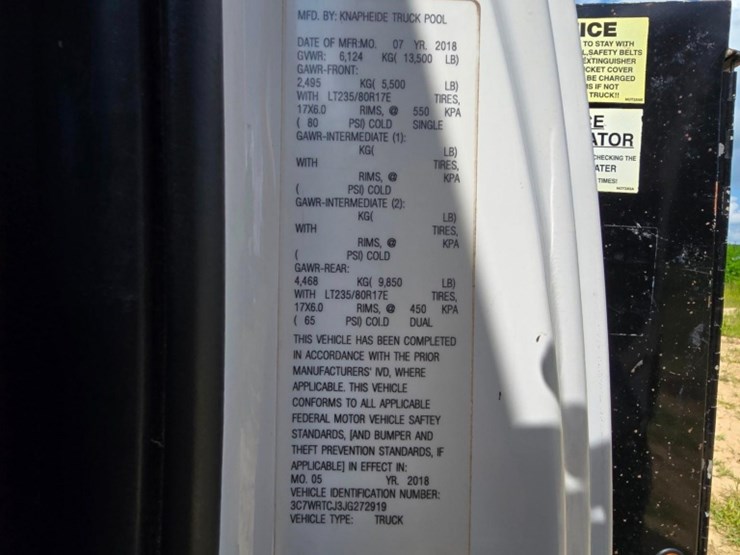 MFD. BY: KNAPHEIDE TRUCK POOL
DATE OF MFR:MO. 07 YR. 2018
GVWR: 6,124 KG( 13,500 LB)
GAWR-FRONT:
2,495 KG( 5,500 LB)
WITH LT235/80R17E TIRES,
17X6.0 RIMS, @ 550 KPA
( 80 PSI) COLD SINGLE
GAWR-INTERMEDIATE (1):
KG( LB)
WITH TIRES,
RIMS, @ KPA
( PSI) COLD
GAWR-INTERMEDIATE (2):
KG( LB)
WITH TIRES,
RIMS, @ KPA
( PSI) COLD
GAWR-REAR:
4,468 KG( 9,850 LB)
WITH LT235/80R17E TIRES,
17X6.0 RIMS, @ 450 KPA
( 65 PSI) COLD DUAL
THIS VEHICLE HAS BEEN COMPLETED
IN ACCORDANCE WITH THE PRIOR
MANUFACTURERS' IVD, WHERE
APPLICABLE. THIS VEHICLE
CONFORMS TO ALL APPLICABLE
FEDERAL MOTOR VEHICLE SAFTEY
STANDARDS, [AND BUMPER AND
THEFT PREVENTION STANDARDS, IF
APPLICABLE] IN EFFECT IN:
MO. 05 YR. 2018
VEHICLE IDENTIFICATION NUMBER:
3C7WRTCJ3JG272919
VEHICLE TYPE: TRUCK
ICE
TO STAY WITH
SAFETY BELTS
EXTINGUISHER
CKET COVER
BE CHARGED
IS IF NOT
TRUCK!!
RE
ATOR
CHECKING THE
ATER
TIMES!